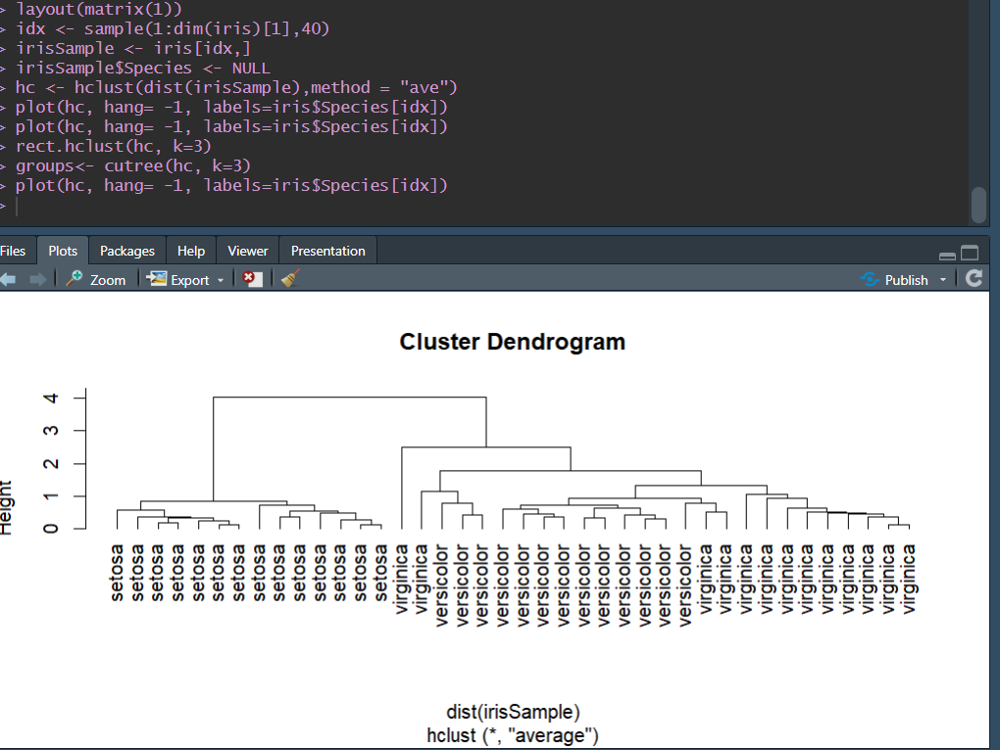 > layout(matrix(1))
> idx <- sample(1:dim(iris)[1],40)
> irisSample <- iris[idx,]
> irisSample$Species <- NULL
> hc <- hclust(dist(irisSample),method = "ave")
> plot(hc, hang= -1, labels=iris$Species[idx])
> plot(hc, hang= -1, labels=iris$Species[idx])
> rect.hclust(hc, k=3)
> groups<- cutree(hc, k=3)
> plot(hc, hang= -1, labels=iris$Species[idx])
>
Files Plots Packages Help Viewer Presentation
Zoom Export Publish
Cluster Dendrogram
Height
4
3
2
1
0
setosa
setosa
setosa
setosa
setosa
setosa
setosa
setosa
setosa
setosa
setosa
setosa
setosa
setosa
virginica
virginica
versicolor
versicolor
versicolor
versicolor
versicolor
versicolor
versicolor
versicolor
versicolor
versicolor
versicolor
versicolor
versicolor
virginica
virginica
virginica
virginica
virginica
virginica
virginica
virginica
virginica
virginica
virginica
dist(irisSample)
hclust (*, "average")